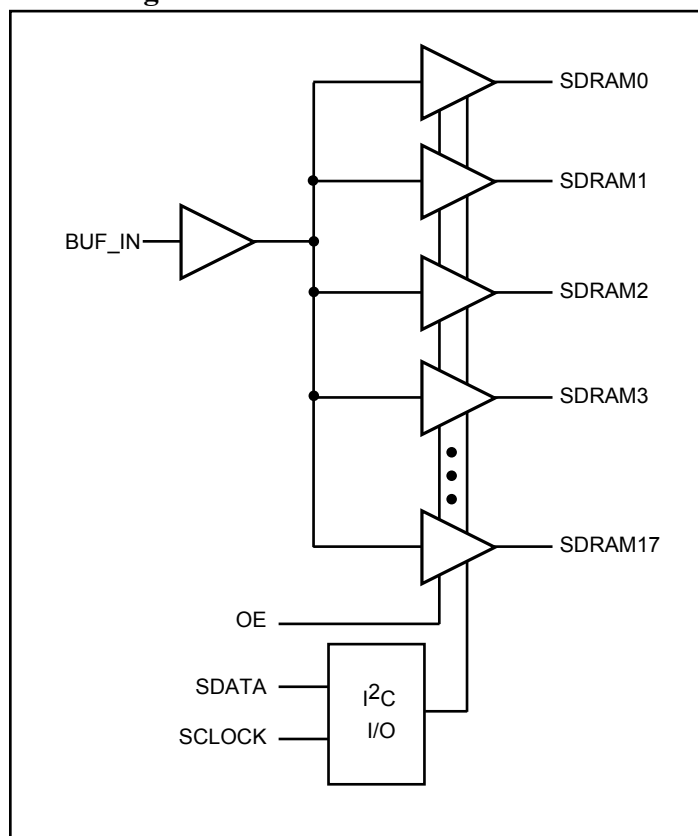 SDRAM0
SDRAM1
BUF_IN
SDRAM2
SDRAM3
SDRAM17
OE
SDATA
SCLOCK
I²C
I/O